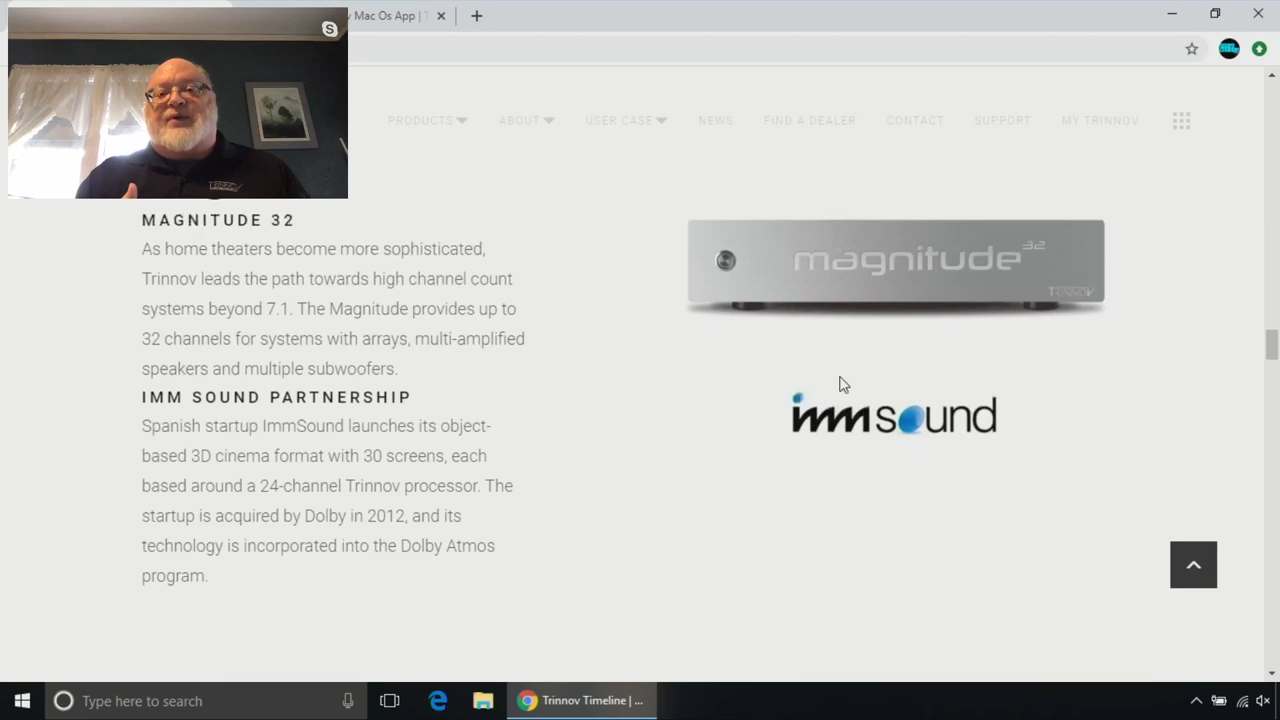 y Mac Os App | T
TRINNOV
PRODUCTS
ABOUT
USER CASE
NEWS
FIND A DEALER
CONTACT
SUPPORT
MY TRINNOV
MAGNITUDE 32
As home theaters become more sophisticated,
Trinnov leads the path towards high channel count
systems beyond 7.1. The Magnitude provides up to
32 channels for systems with arrays, multi-amplified
speakers and multiple subwoofers.
magnitude 32
TRINNOV
IMM SOUND PARTNERSHIP
Spanish startup ImmSound launches its object-
based 3D cinema format with 30 screens, each
based around a 24-channel Trinnov processor. The
startup is acquired by Dolby in 2012, and its
technology is incorporated into the Dolby Atmos
program.
immsound
Type here to search
Trinnov Timeline | ...